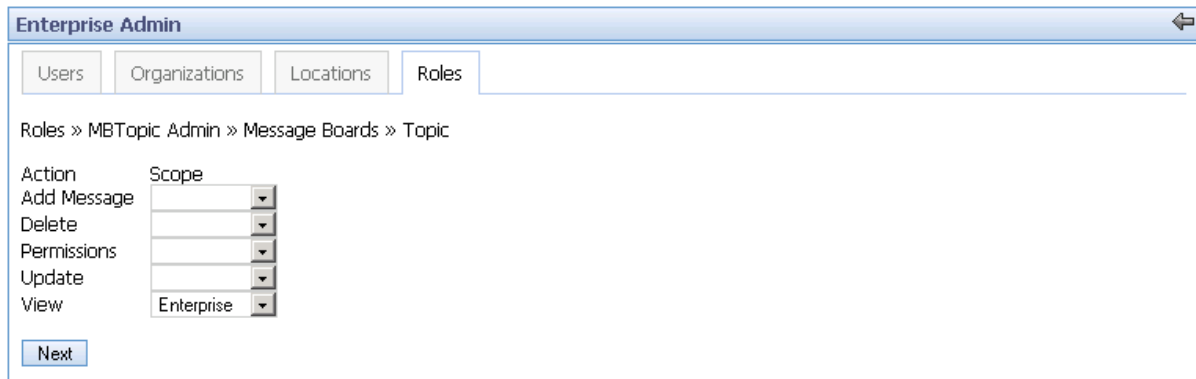 Enterprise Admin
Users Organizations Locations Roles
Roles » MBTopic Admin » Message Boards » Topic
Action Scope
Add Message
Delete
Permissions
Update
View Enterprise
Next